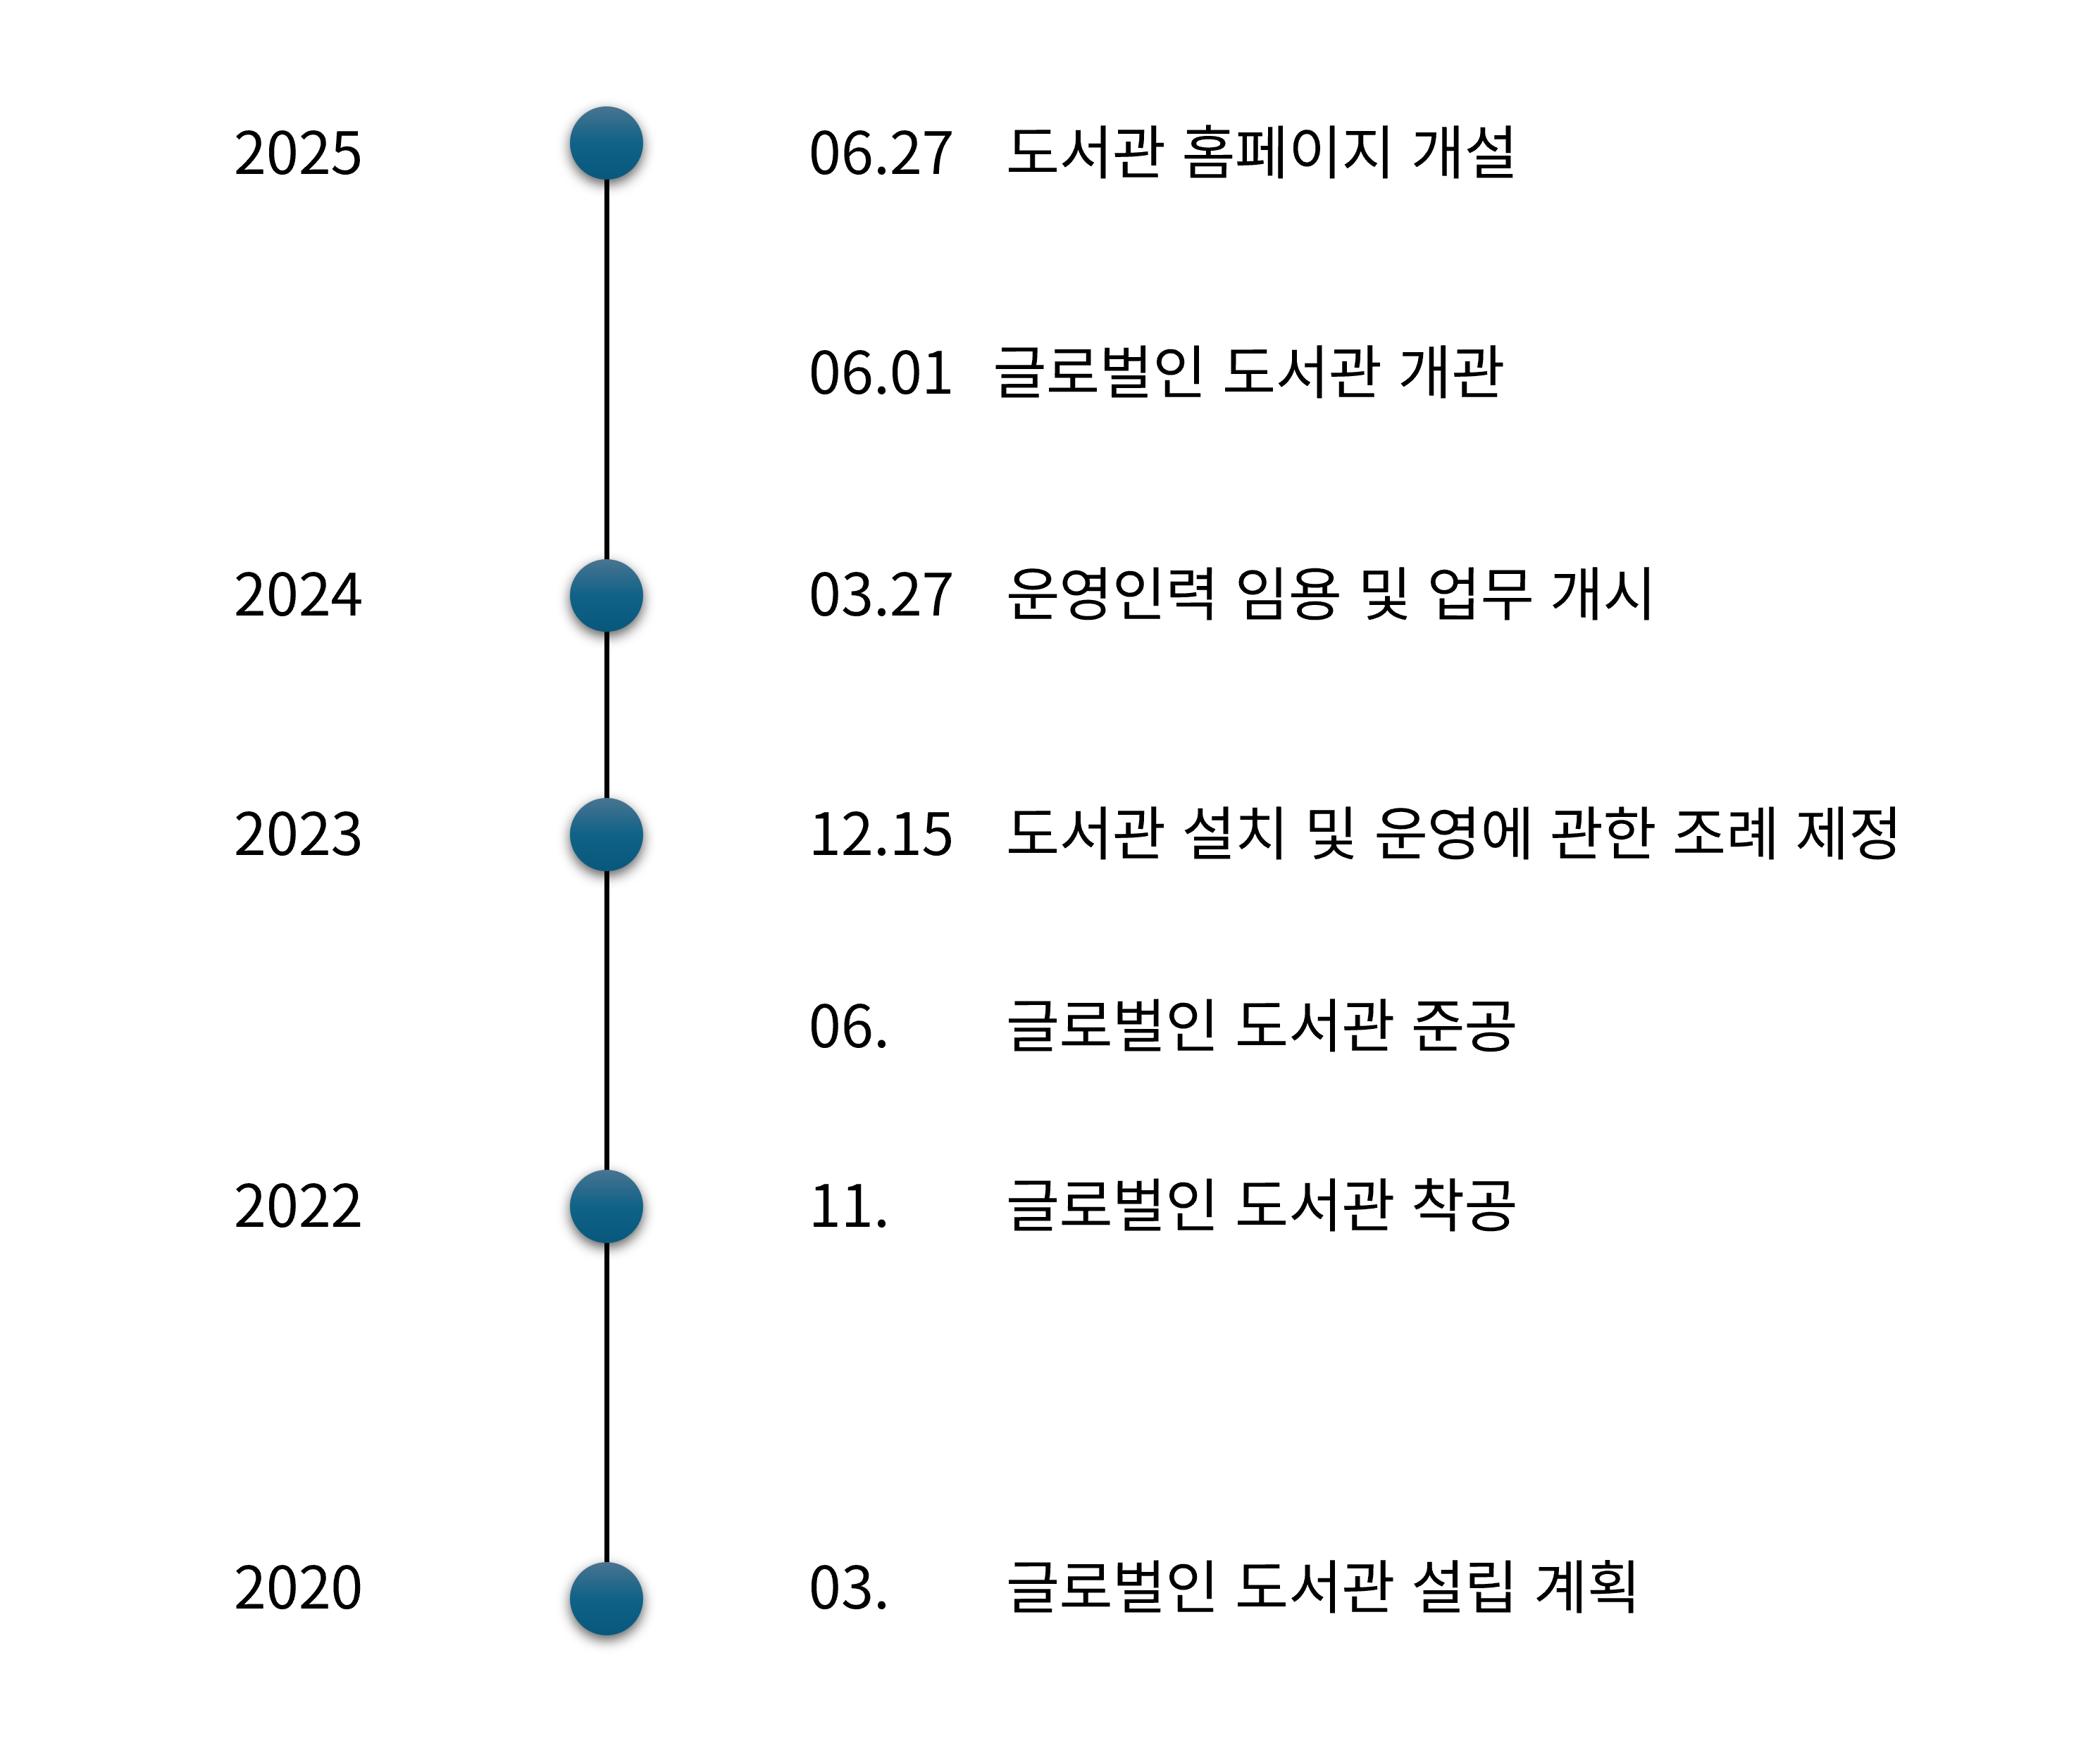 2025 06.27 도서관 홈페이지 개설
06.01 글로벌인 도서관 개관
2024 03.27 운영인력 임용 및 업무 개시
2023 12.15 도서관 설치 및 운영에 관한 조례 제정
06. 글로벌인 도서관 준공
2022 11. 글로벌인 도서관 착공
2020 03. 글로벌인 도서관 설립 계획